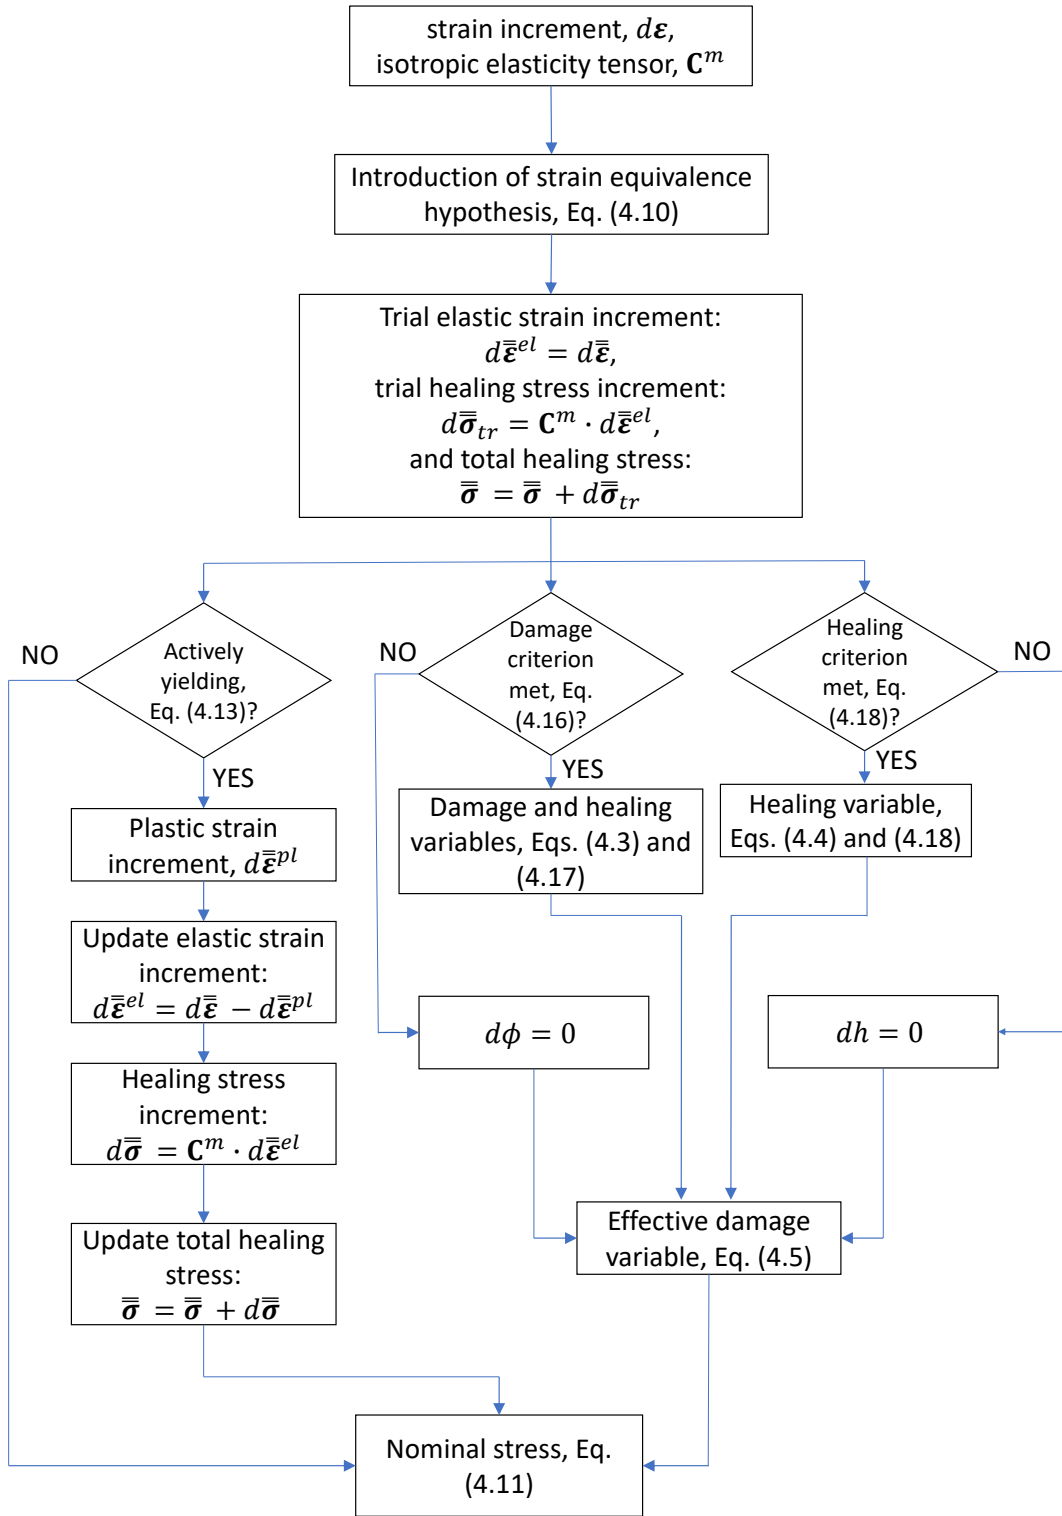 strain increment, d𝜺,
isotropic elasticity tensor, 𝐂ᵐ
Introduction of strain equivalence
hypothesis, Eq. (4.10)
Trial elastic strain increment:
d𝜺̿ᵉˡ = d𝜺̿,
trial healing stress increment:
d𝝈̿_tr = 𝐂ᵐ · d𝜺̿ᵉˡ,
and total healing stress:
𝝈̿ = 𝝈̿ + d𝝈̿_tr
NO
Actively
yielding,
Eq. (4.13)?
YES
NO
Damage
criterion
met, Eq.
(4.16)?
YES
Healing
criterion
met, Eq.
(4.18)?
NO
YES
Plastic strain
increment, d𝜺̿ᵖˡ
Damage and healing
variables, Eqs. (4.3) and
(4.17)
Healing variable,
Eqs. (4.4) and (4.18)
Update elastic strain
increment:
d𝜺̿ᵉˡ = d𝜺̿ − d𝜺̿ᵖˡ
dϕ = 0
dh = 0
Healing stress
increment:
d𝝈̿ = 𝐂ᵐ · d𝜺̿ᵉˡ
Update total healing
stress:
𝝈̿ = 𝝈̿ + d𝝈̿
Effective damage
variable, Eq. (4.5)
Nominal stress, Eq.
(4.11)